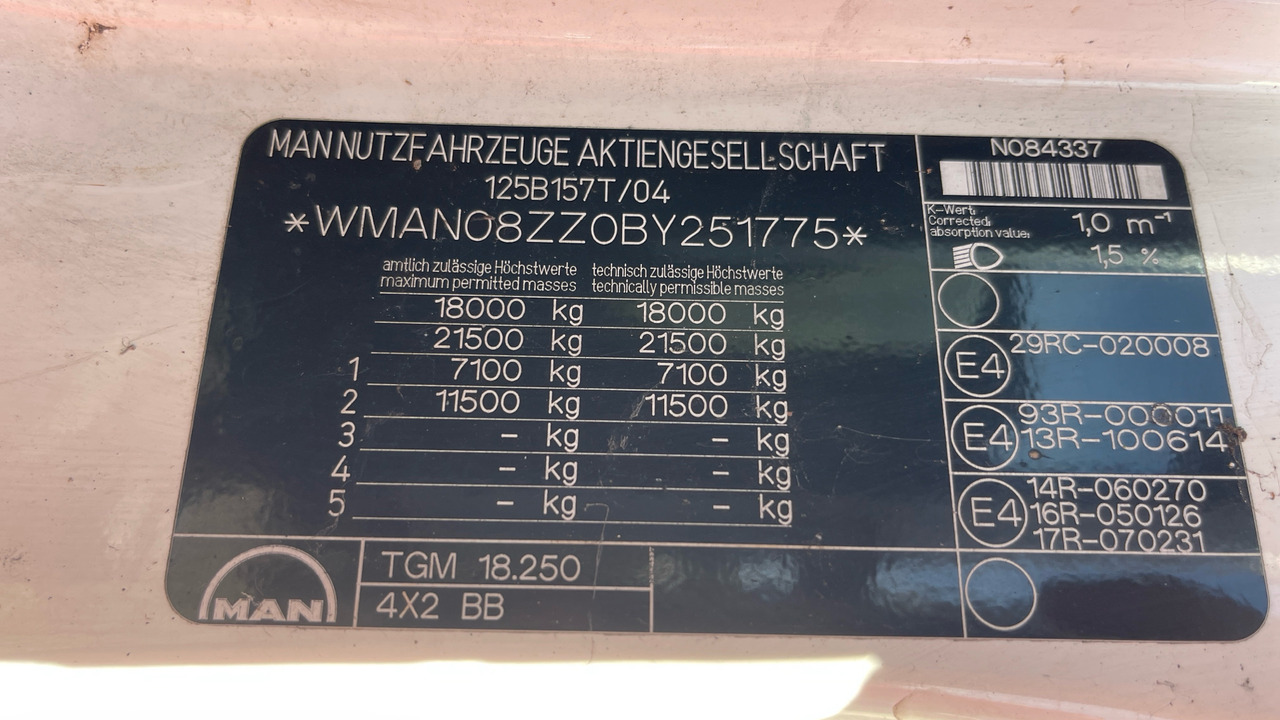 MAN NUTZFAHRZEUGE AKTIENGESELLSCHAFT
125B157T/04
*WMAN08ZZ0BY251775*
amtlich zulässige Höchstwerte technisch zulässige Höchstwerte
maximum permitted masses technically permissible masses
18000 kg 18000 kg
21500 kg 21500 kg
1 7100 kg 7100 kg
2 11500 kg 11500 kg
3 – kg – kg
4 – kg – kg
5 – kg – kg
MAN
TGM 18.250
4X2 BB
N084337
K-Wert:
Corrected:
absorption value:
1,0 m⁻¹
1,5 %
E4 29RC-020008
E4 93R-000011
13R-100614
E4 14R-060270
16R-050126
17R-070231